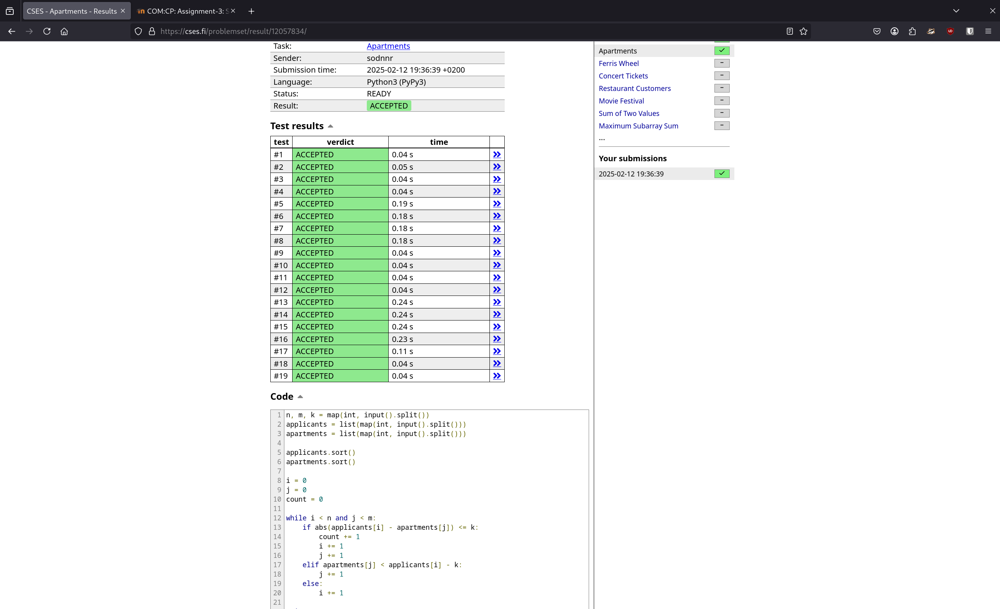 CSES - Apartments - Results
COM:CP: Assignment-3: S
https://cses.fi/problemset/result/12057834/
Task: Apartments
Sender: sodnnr
Submission time: 2025-02-12 19:36:39 +0200
Language: Python3 (PyPy3)
Status: READY
Result: ACCEPTED
Test results
test verdict time
#1 ACCEPTED 0.04 s
#2 ACCEPTED 0.05 s
#3 ACCEPTED 0.04 s
#4 ACCEPTED 0.04 s
#5 ACCEPTED 0.19 s
#6 ACCEPTED 0.18 s
#7 ACCEPTED 0.18 s
#8 ACCEPTED 0.18 s
#9 ACCEPTED 0.04 s
#10 ACCEPTED 0.04 s
#11 ACCEPTED 0.04 s
#12 ACCEPTED 0.04 s
#13 ACCEPTED 0.24 s
#14 ACCEPTED 0.24 s
#15 ACCEPTED 0.24 s
#16 ACCEPTED 0.23 s
#17 ACCEPTED 0.11 s
#18 ACCEPTED 0.04 s
#19 ACCEPTED 0.04 s
Code
1 n, m, k = map(int, input().split())
2 applicants = list(map(int, input().split()))
3 apartments = list(map(int, input().split()))
4
5 applicants.sort()
6 apartments.sort()
7
8 i = 0
9 j = 0
10 count = 0
11
12 while i < n and j < m:
13     if abs(applicants[i] - apartments[j]) <= k:
14         count += 1
15         i += 1
16         j += 1
17     elif apartments[j] < applicants[i] - k:
18         j += 1
19     else:
20         i += 1
21
Apartments
Ferris Wheel
Concert Tickets
Restaurant Customers
Movie Festival
Sum of Two Values
Maximum Subarray Sum
...
Your submissions
2025-02-12 19:36:39